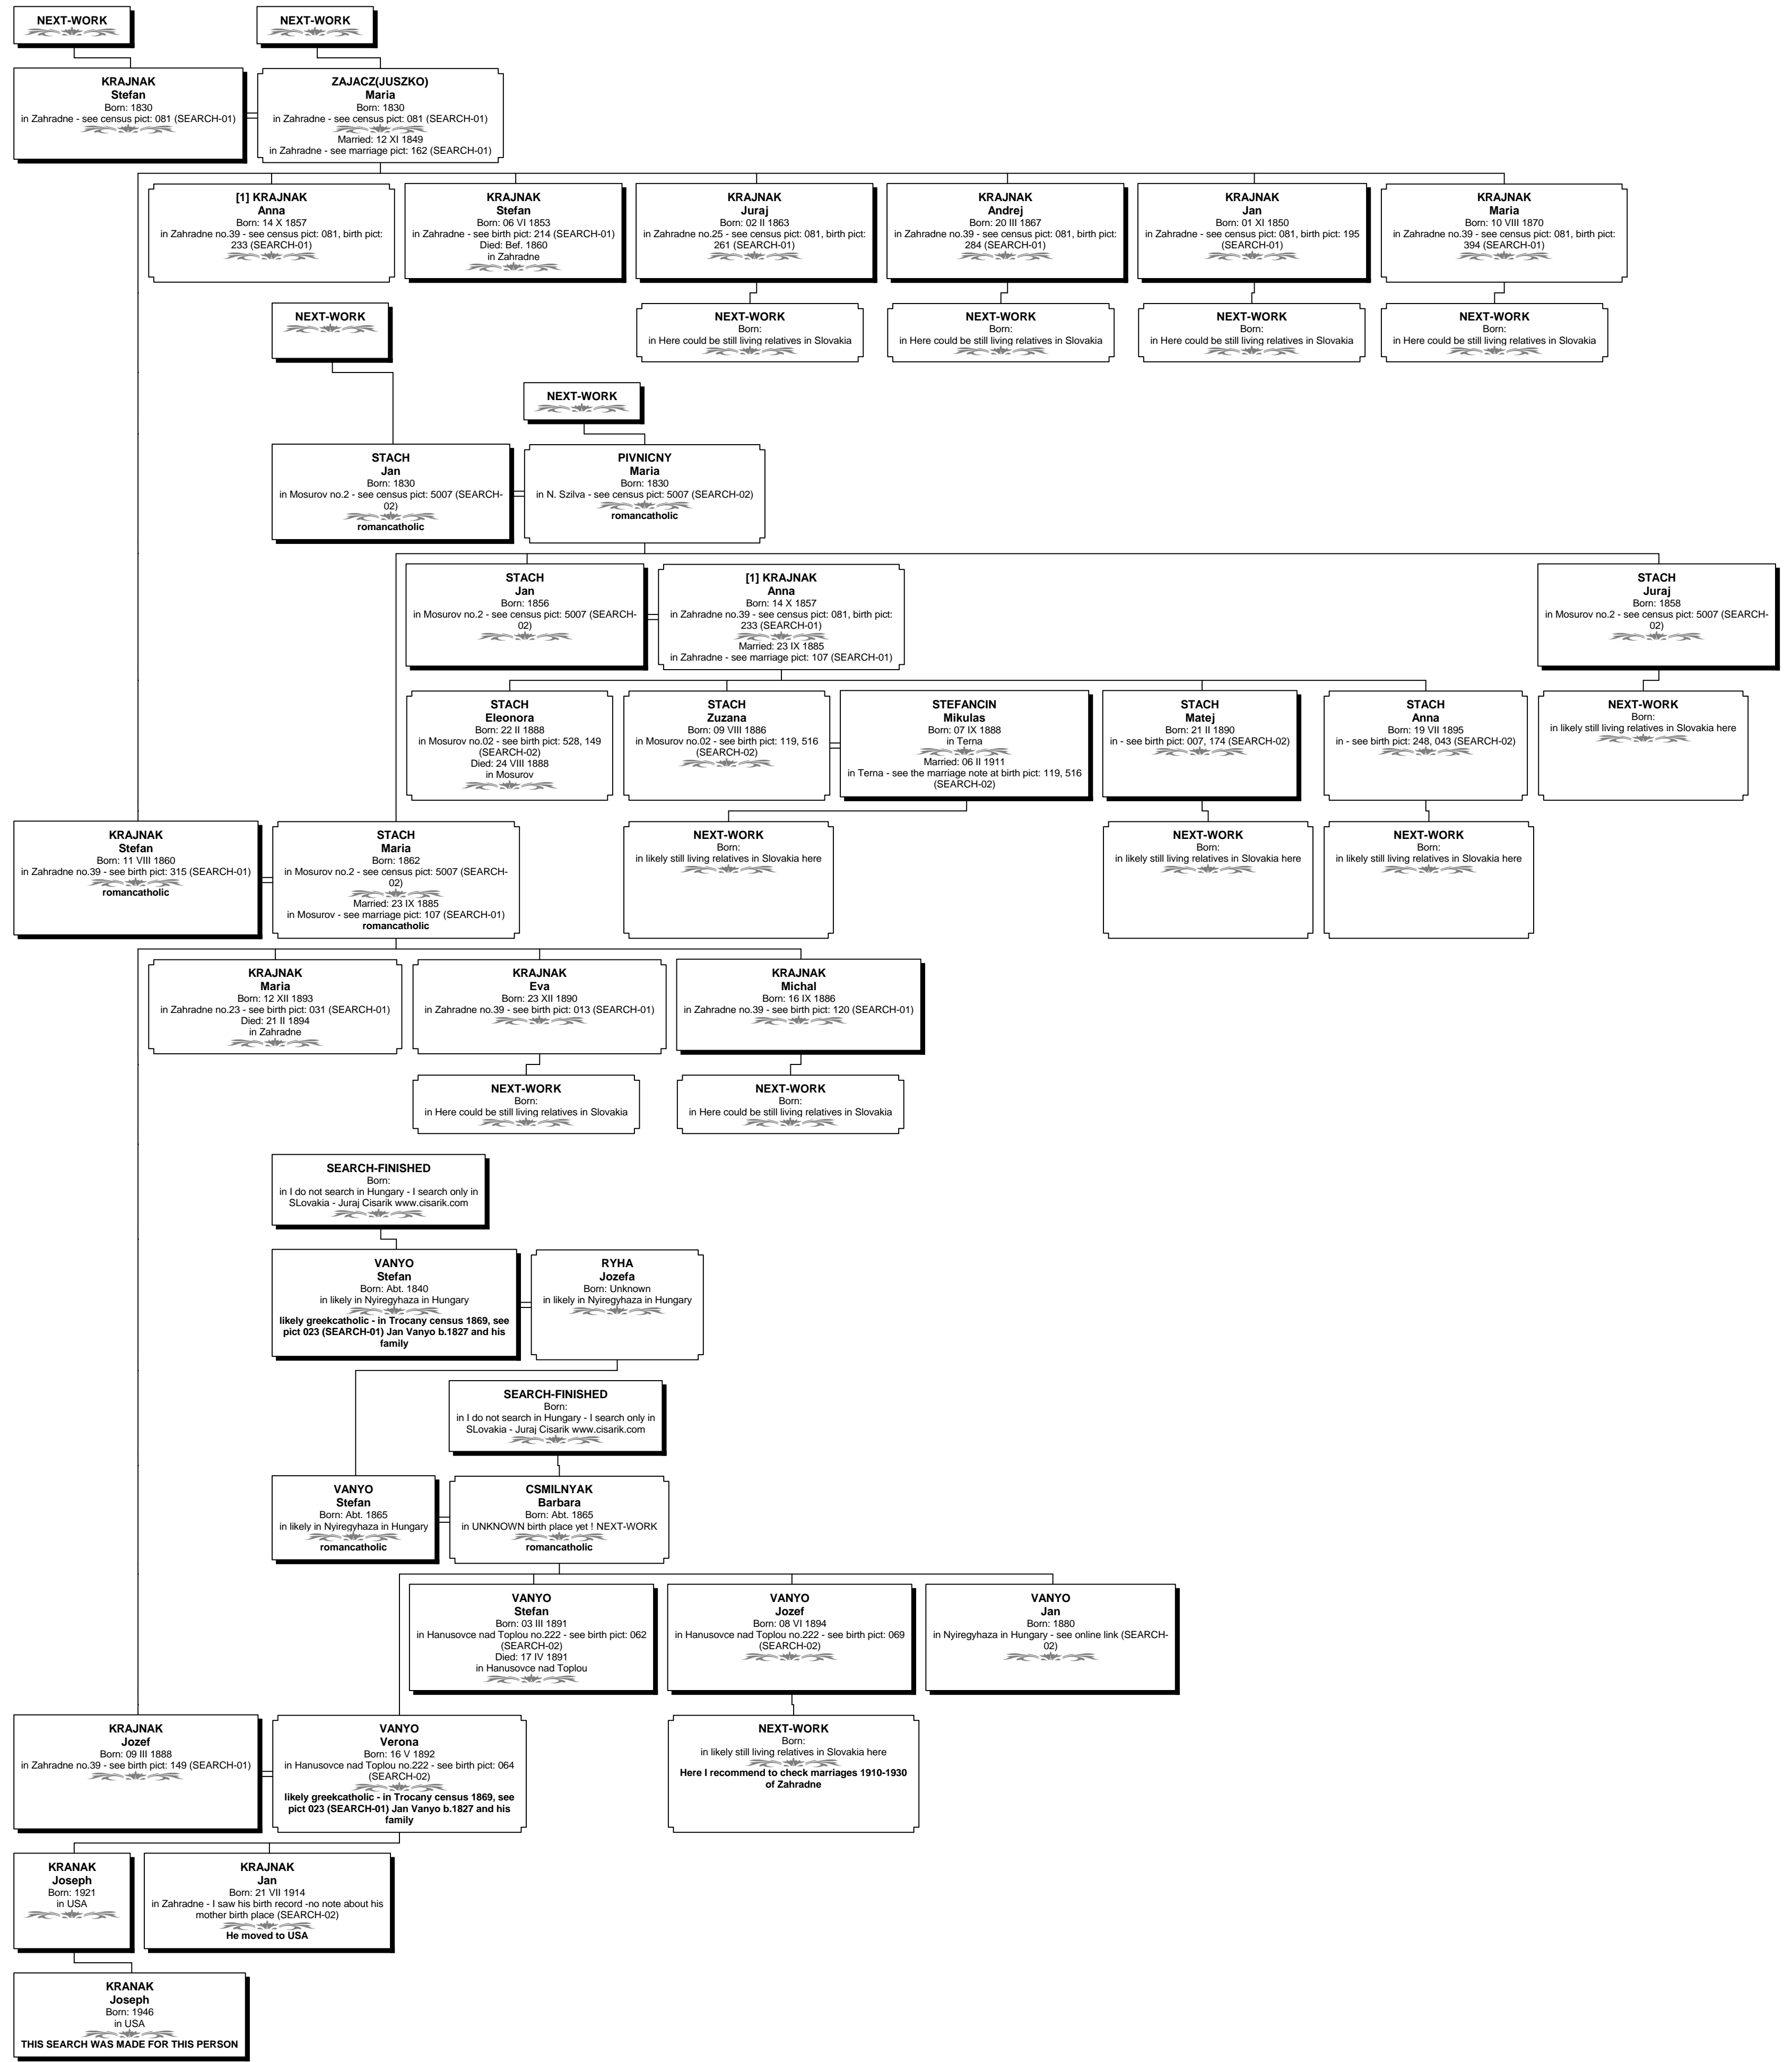 NEXT-WORK
NEXT-WORK
KRAJNAK
Stefan
Born: 1830
in Zahradne - see census pict: 081 (SEARCH-01)
ZAJACZ(JUSZKO)
Maria
Born: 1830
in Zahradne - see census pict: 081 (SEARCH-01)
Married: 12 XI 1849
in Zahradne - see marriage pict: 162 (SEARCH-01)
[1] KRAJNAK
Anna
Born: 14 X 1857
in Zahradne no.39 - see census pict: 081, birth pict:
233 (SEARCH-01)
KRAJNAK
Stefan
Born: 06 VI 1853
in Zahradne - see birth pict: 214 (SEARCH-01)
Died: Bef. 1860
in Zahradne
KRAJNAK
Juraj
Born: 02 II 1863
in Zahradne no.25 - see census pict: 081, birth pict:
261 (SEARCH-01)
KRAJNAK
Andrej
Born: 20 III 1867
in Zahradne no.39 - see census pict: 081, birth pict:
284 (SEARCH-01)
KRAJNAK
Jan
Born: 01 XI 1850
in Zahradne - see census pict: 081, birth pict: 195
(SEARCH-01)
KRAJNAK
Maria
Born: 10 VIII 1870
in Zahradne no.39 - see census pict: 081, birth pict:
394 (SEARCH-01)
NEXT-WORK
NEXT-WORK
Born:
in Here could be still living relatives in Slovakia
NEXT-WORK
Born:
in Here could be still living relatives in Slovakia
NEXT-WORK
Born:
in Here could be still living relatives in Slovakia
NEXT-WORK
Born:
in Here could be still living relatives in Slovakia
NEXT-WORK
STACH
Jan
Born: 1830
in Mosurov no.2 - see census pict: 5007 (SEARCH-
02)
romancatholic
PIVNICNY
Maria
Born: 1830
in N. Szilva - see census pict: 5007 (SEARCH-02)
romancatholic
STACH
Jan
Born: 1856
in Mosurov no.2 - see census pict: 5007 (SEARCH-
02)
[1] KRAJNAK
Anna
Born: 14 X 1857
in Zahradne no.39 - see census pict: 081, birth pict:
233 (SEARCH-01)
Married: 23 IX 1885
in Zahradne - see marriage pict: 107 (SEARCH-01)
STACH
Juraj
Born: 1858
in Mosurov no.2 - see census pict: 5007 (SEARCH-
02)
STACH
Eleonora
Born: 22 II 1888
in Mosurov no.02 - see birth pict: 528, 149
(SEARCH-02)
Died: 24 VIII 1888
in Mosurov
STACH
Zuzana
Born: 09 VIII 1886
in Mosurov no.02 - see birth pict: 119, 516
(SEARCH-02)
STEFANCIN
Mikulas
Born: 07 IX 1888
in Terna
Married: 06 II 1911
in Terna - see the marriage note at birth pict: 119, 516
(SEARCH-02)
STACH
Matej
Born: 21 II 1890
in - see birth pict: 007, 174 (SEARCH-02)
STACH
Anna
Born: 19 VII 1895
in - see birth pict: 248, 043 (SEARCH-02)
NEXT-WORK
Born:
in likely still living relatives in Slovakia here
KRAJNAK
Stefan
Born: 11 VIII 1860
in Zahradne no.39 - see birth pict: 315 (SEARCH-01)
romancatholic
STACH
Maria
Born: 1862
in Mosurov no.2 - see census pict: 5007 (SEARCH-
02)
Married: 23 IX 1885
in Mosurov - see marriage pict: 107 (SEARCH-01)
romancatholic
NEXT-WORK
Born:
in likely still living relatives in Slovakia here
NEXT-WORK
Born:
in likely still living relatives in Slovakia here
NEXT-WORK
Born:
in likely still living relatives in Slovakia here
KRAJNAK
Maria
Born: 12 XII 1893
in Zahradne no.23 - see birth pict: 031 (SEARCH-01)
Died: 21 II 1894
in Zahradne
KRAJNAK
Eva
Born: 23 XII 1890
in Zahradne no.39 - see birth pict: 013 (SEARCH-01)
KRAJNAK
Michal
Born: 16 IX 1886
in Zahradne no.39 - see birth pict: 120 (SEARCH-01)
NEXT-WORK
Born:
in Here could be still living relatives in Slovakia
NEXT-WORK
Born:
in Here could be still living relatives in Slovakia
SEARCH-FINISHED
Born:
in I do not search in Hungary - I search only in
SLovakia - Juraj Cisarik www.cisarik.com
VANYO
Stefan
Born: Abt. 1840
in likely in Nyiregyhaza in Hungary
likely greekcatholic - in Trocany census 1869, see
pict 023 (SEARCH-01) Jan Vanyo b.1827 and his
family
RYHA
Jozefa
Born: Unknown
in likely in Nyiregyhaza in Hungary
SEARCH-FINISHED
Born:
in I do not search in Hungary - I search only in
SLovakia - Juraj Cisarik www.cisarik.com
VANYO
Stefan
Born: Abt. 1865
in likely in Nyiregyhaza in Hungary
romancatholic
CSMILNYAK
Barbara
Born: Abt. 1865
in UNKNOWN birth place yet ! NEXT-WORK
romancatholic
VANYO
Stefan
Born: 03 III 1891
in Hanusovce nad Toplou no.222 - see birth pict: 062
(SEARCH-02)
Died: 17 IV 1891
in Hanusovce nad Toplou
VANYO
Jozef
Born: 08 VI 1894
in Hanusovce nad Toplou no.222 - see birth pict: 069
(SEARCH-02)
VANYO
Jan
Born: 1880
in Nyiregyhaza in Hungary - see online link (SEARCH-
02)
KRAJNAK
Jozef
Born: 09 III 1888
in Zahradne no.39 - see birth pict: 149 (SEARCH-01)
VANYO
Verona
Born: 16 V 1892
in Hanusovce nad Toplou no.222 - see birth pict: 064
(SEARCH-02)
likely greekcatholic - in Trocany census 1869, see
pict 023 (SEARCH-01) Jan Vanyo b.1827 and his
family
NEXT-WORK
Born:
in likely still living relatives in Slovakia here
Here I recommend to check marriages 1910-1930
of Zahradne
KRANAK
Joseph
Born: 1921
in USA
KRAJNAK
Jan
Born: 21 VII 1914
in Zahradne - I saw his birth record -no note about his
mother birth place (SEARCH-02)
He moved to USA
KRANAK
Joseph
Born: 1946
in USA
THIS SEARCH WAS MADE FOR THIS PERSON